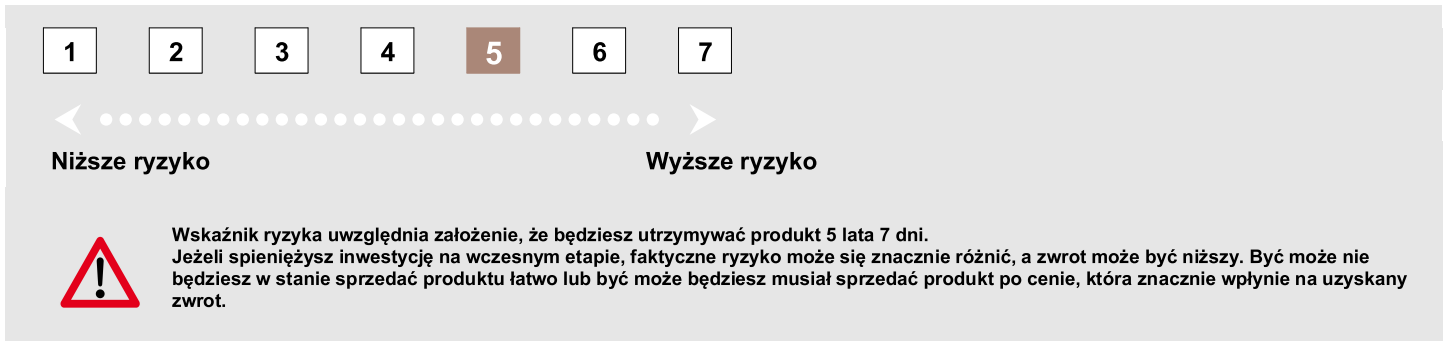 1 2 3 4 5 6 7
Niższe ryzyko Wyższe ryzyko
Wskaźnik ryzyka uwzględnia założenie, że będziesz utrzymywać produkt 5 lata 7 dni.
Jeżeli spieniężysz inwestycję na wczesnym etapie, faktyczne ryzyko może się znacznie różnić, a zwrot może być niższy. Być może nie
będziesz w stanie sprzedać produktu łatwo lub być może będziesz musiał sprzedać produkt po cenie, która znacznie wpłynie na uzyskany
zwrot.